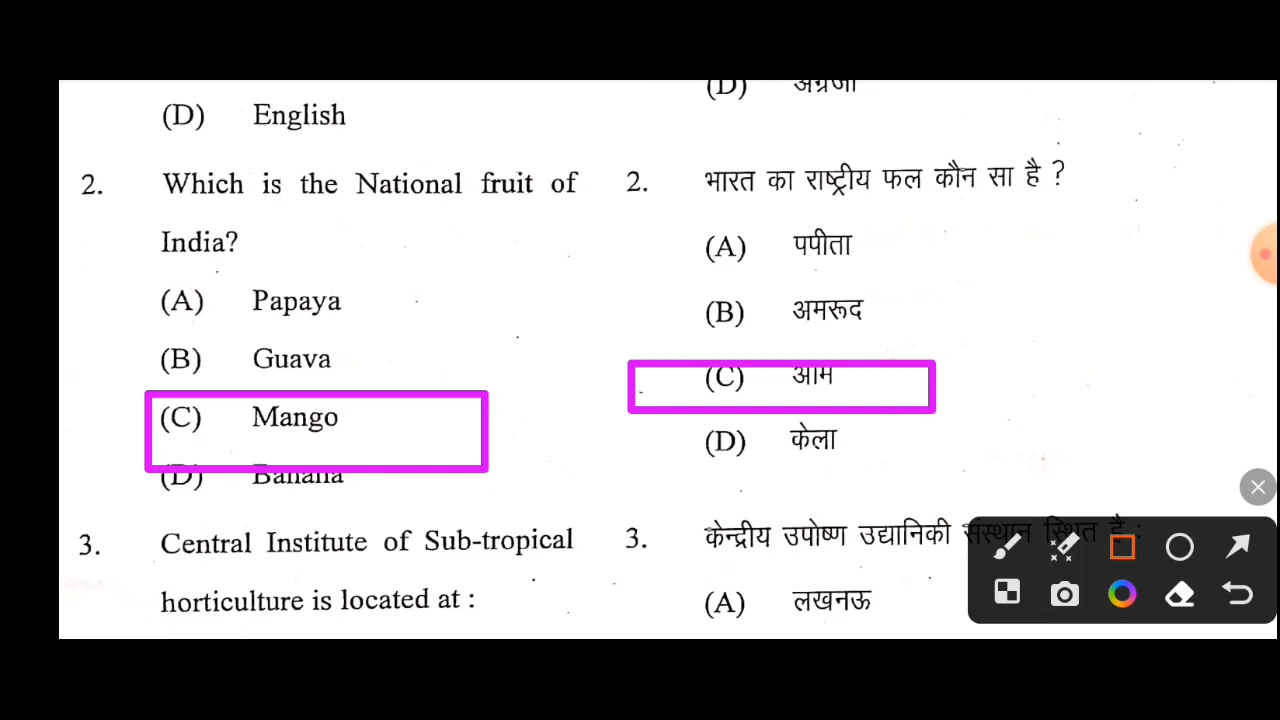 (D) English
2. Which is the National fruit of
India?
(A) Papaya
(B) Guava
(C) Mango
(D) Banana
3. Central Institute of Sub-tropical
horticulture is located at :
(D) अंग्रेजी
2. भारत का राष्ट्रीय फल कौन सा है ?
(A) पपीता
(B) अमरूद
(C) आम
(D) केला
3. केन्द्रीय उपोष्ण उद्यानिकी संस्थान स्थित है :
(A) लखनऊ